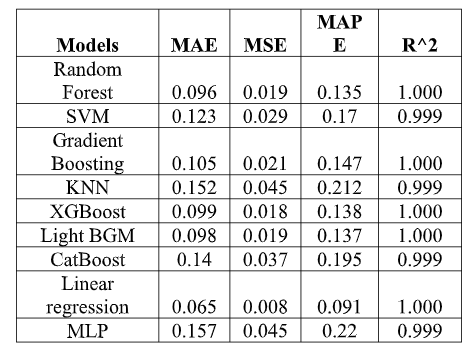 Models MAE MSE MAP E R^2
Random Forest 0.096 0.019 0.135 1.000
SVM 0.123 0.029 0.17 0.999
Gradient Boosting 0.105 0.021 0.147 1.000
KNN 0.152 0.045 0.212 0.999
XGBoost 0.099 0.018 0.138 1.000
Light BGM 0.098 0.019 0.137 1.000
CatBoost 0.14 0.037 0.195 0.999
Linear regression 0.065 0.008 0.091 1.000
MLP 0.157 0.045 0.22 0.999